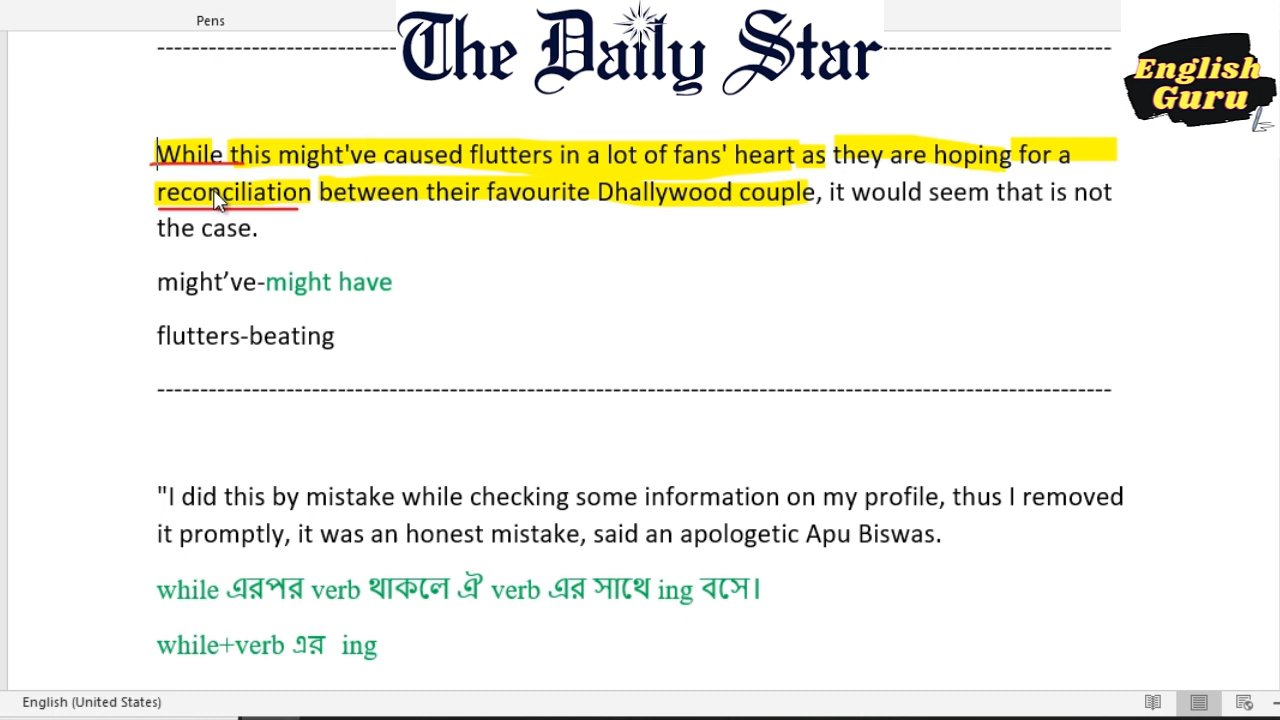 Pens
The Daily Star
English
Guru
While this might've caused flutters in a lot of fans' heart as they are hoping for a
reconciliation between their favourite Dhallywood couple, it would seem that is not
the case.
might’ve-might have
flutters-beating
"I did this by mistake while checking some information on my profile, thus I removed
it promptly, it was an honest mistake, said an apologetic Apu Biswas.
while এরপর verb থাকলে ঐ verb এর সাথে ing বসে।
while+verb এর ing
English (United States)